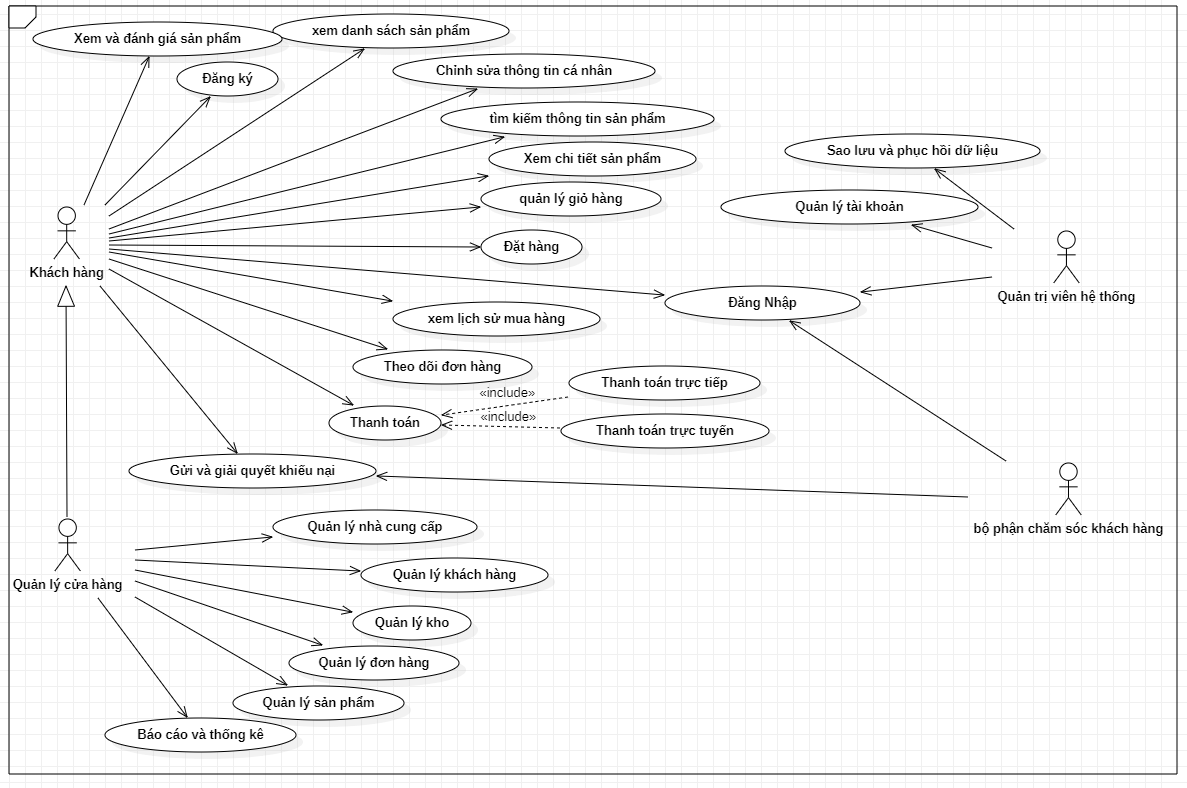 Xem và đánh giá sản phẩm
xem danh sách sản phẩm
Đăng ký
Chỉnh sửa thông tin cá nhân
tìm kiếm thông tin sản phẩm
Xem chi tiết sản phẩm
Sao lưu và phục hồi dữ liệu
quản lý giỏ hàng
Quản lý tài khoản
Đặt hàng
Khách hàng
Quản trị viên hệ thống
Đăng Nhập
xem lịch sử mua hàng
Theo dõi đơn hàng
Thanh toán trực tiếp
«include»
«include»
Thanh toán
Thanh toán trực tuyến
Gửi và giải quyết khiếu nại
Quản lý nhà cung cấp
bộ phận chăm sóc khách hàng
Quản lý khách hàng
Quản lý cửa hàng
Quản lý kho
Quản lý đơn hàng
Quản lý sản phẩm
Báo cáo và thống kê